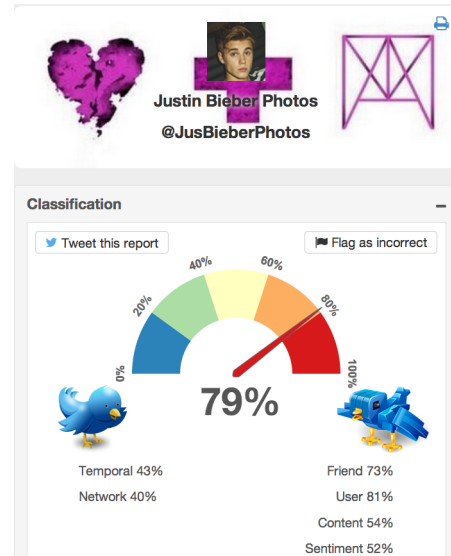 Justin Bieber Photos
@JusBieberPhotos
Classification
Tweet this report
Flag as incorrect
0%
20%
40%
60%
80%
100%
79%
Temporal 43%
Friend 73%
Network 40%
User 81%
Content 54%
Sentiment 52%